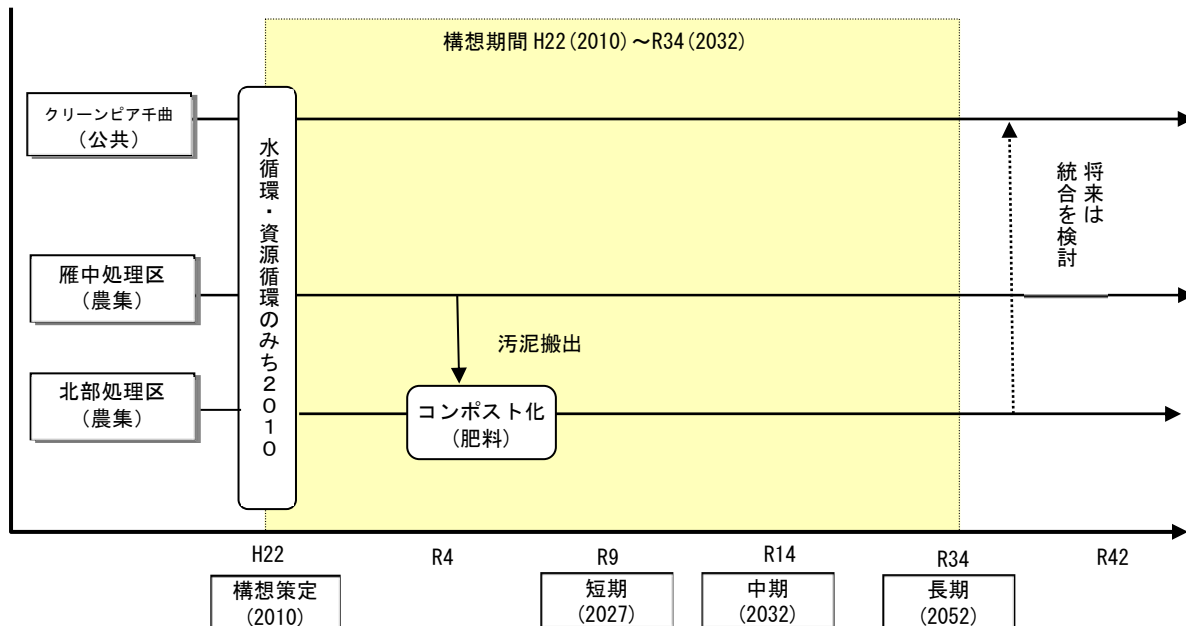 構想期間 H22(2010)～R34(2032)
クリーンピア千曲
（公共）
水循環・資源循環のみち2010
将来は
統合を検討
雁中処理区
（農集）
汚泥搬出
北部処理区
（農集）
コンポスト化
（肥料）
H22
R4
R9
R14
R34
R42
構想策定
(2010)
短期
(2027)
中期
(2032)
長期
(2052)